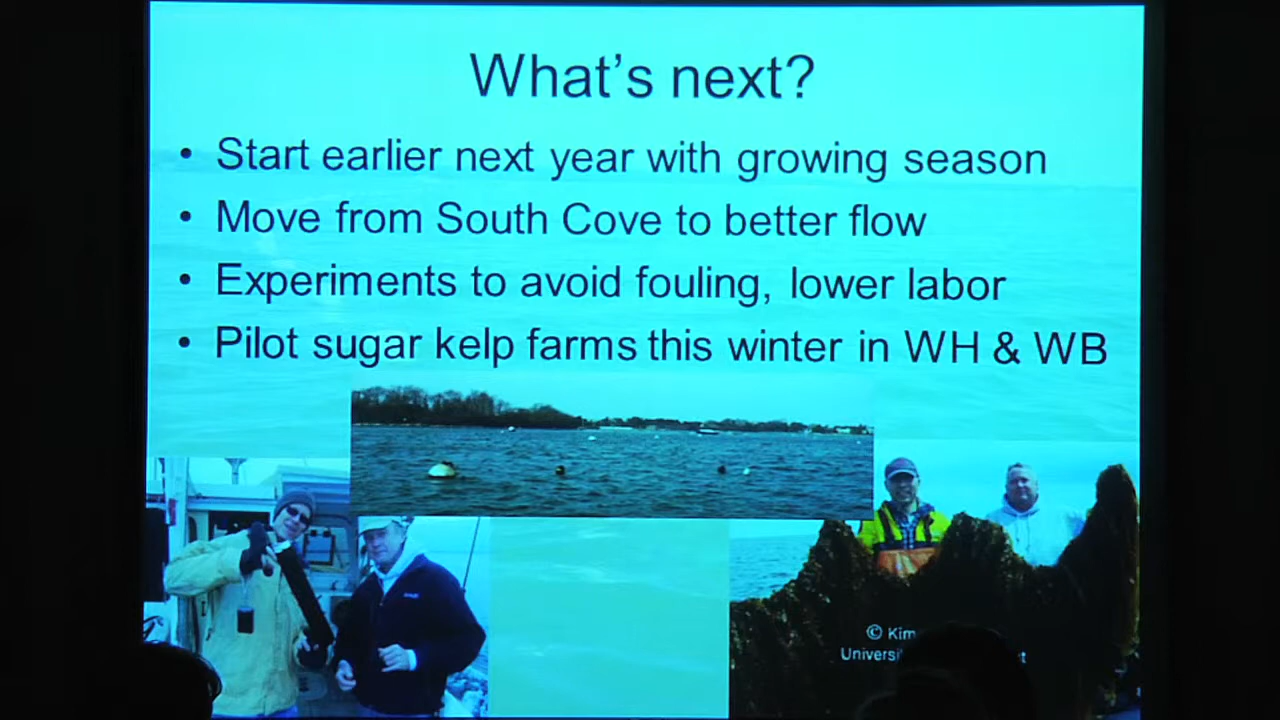 What's next?
• Start earlier next year with growing season
• Move from South Cove to better flow
• Experiments to avoid fouling, lower labor
• Pilot sugar kelp farms this winter in WH & WB
©